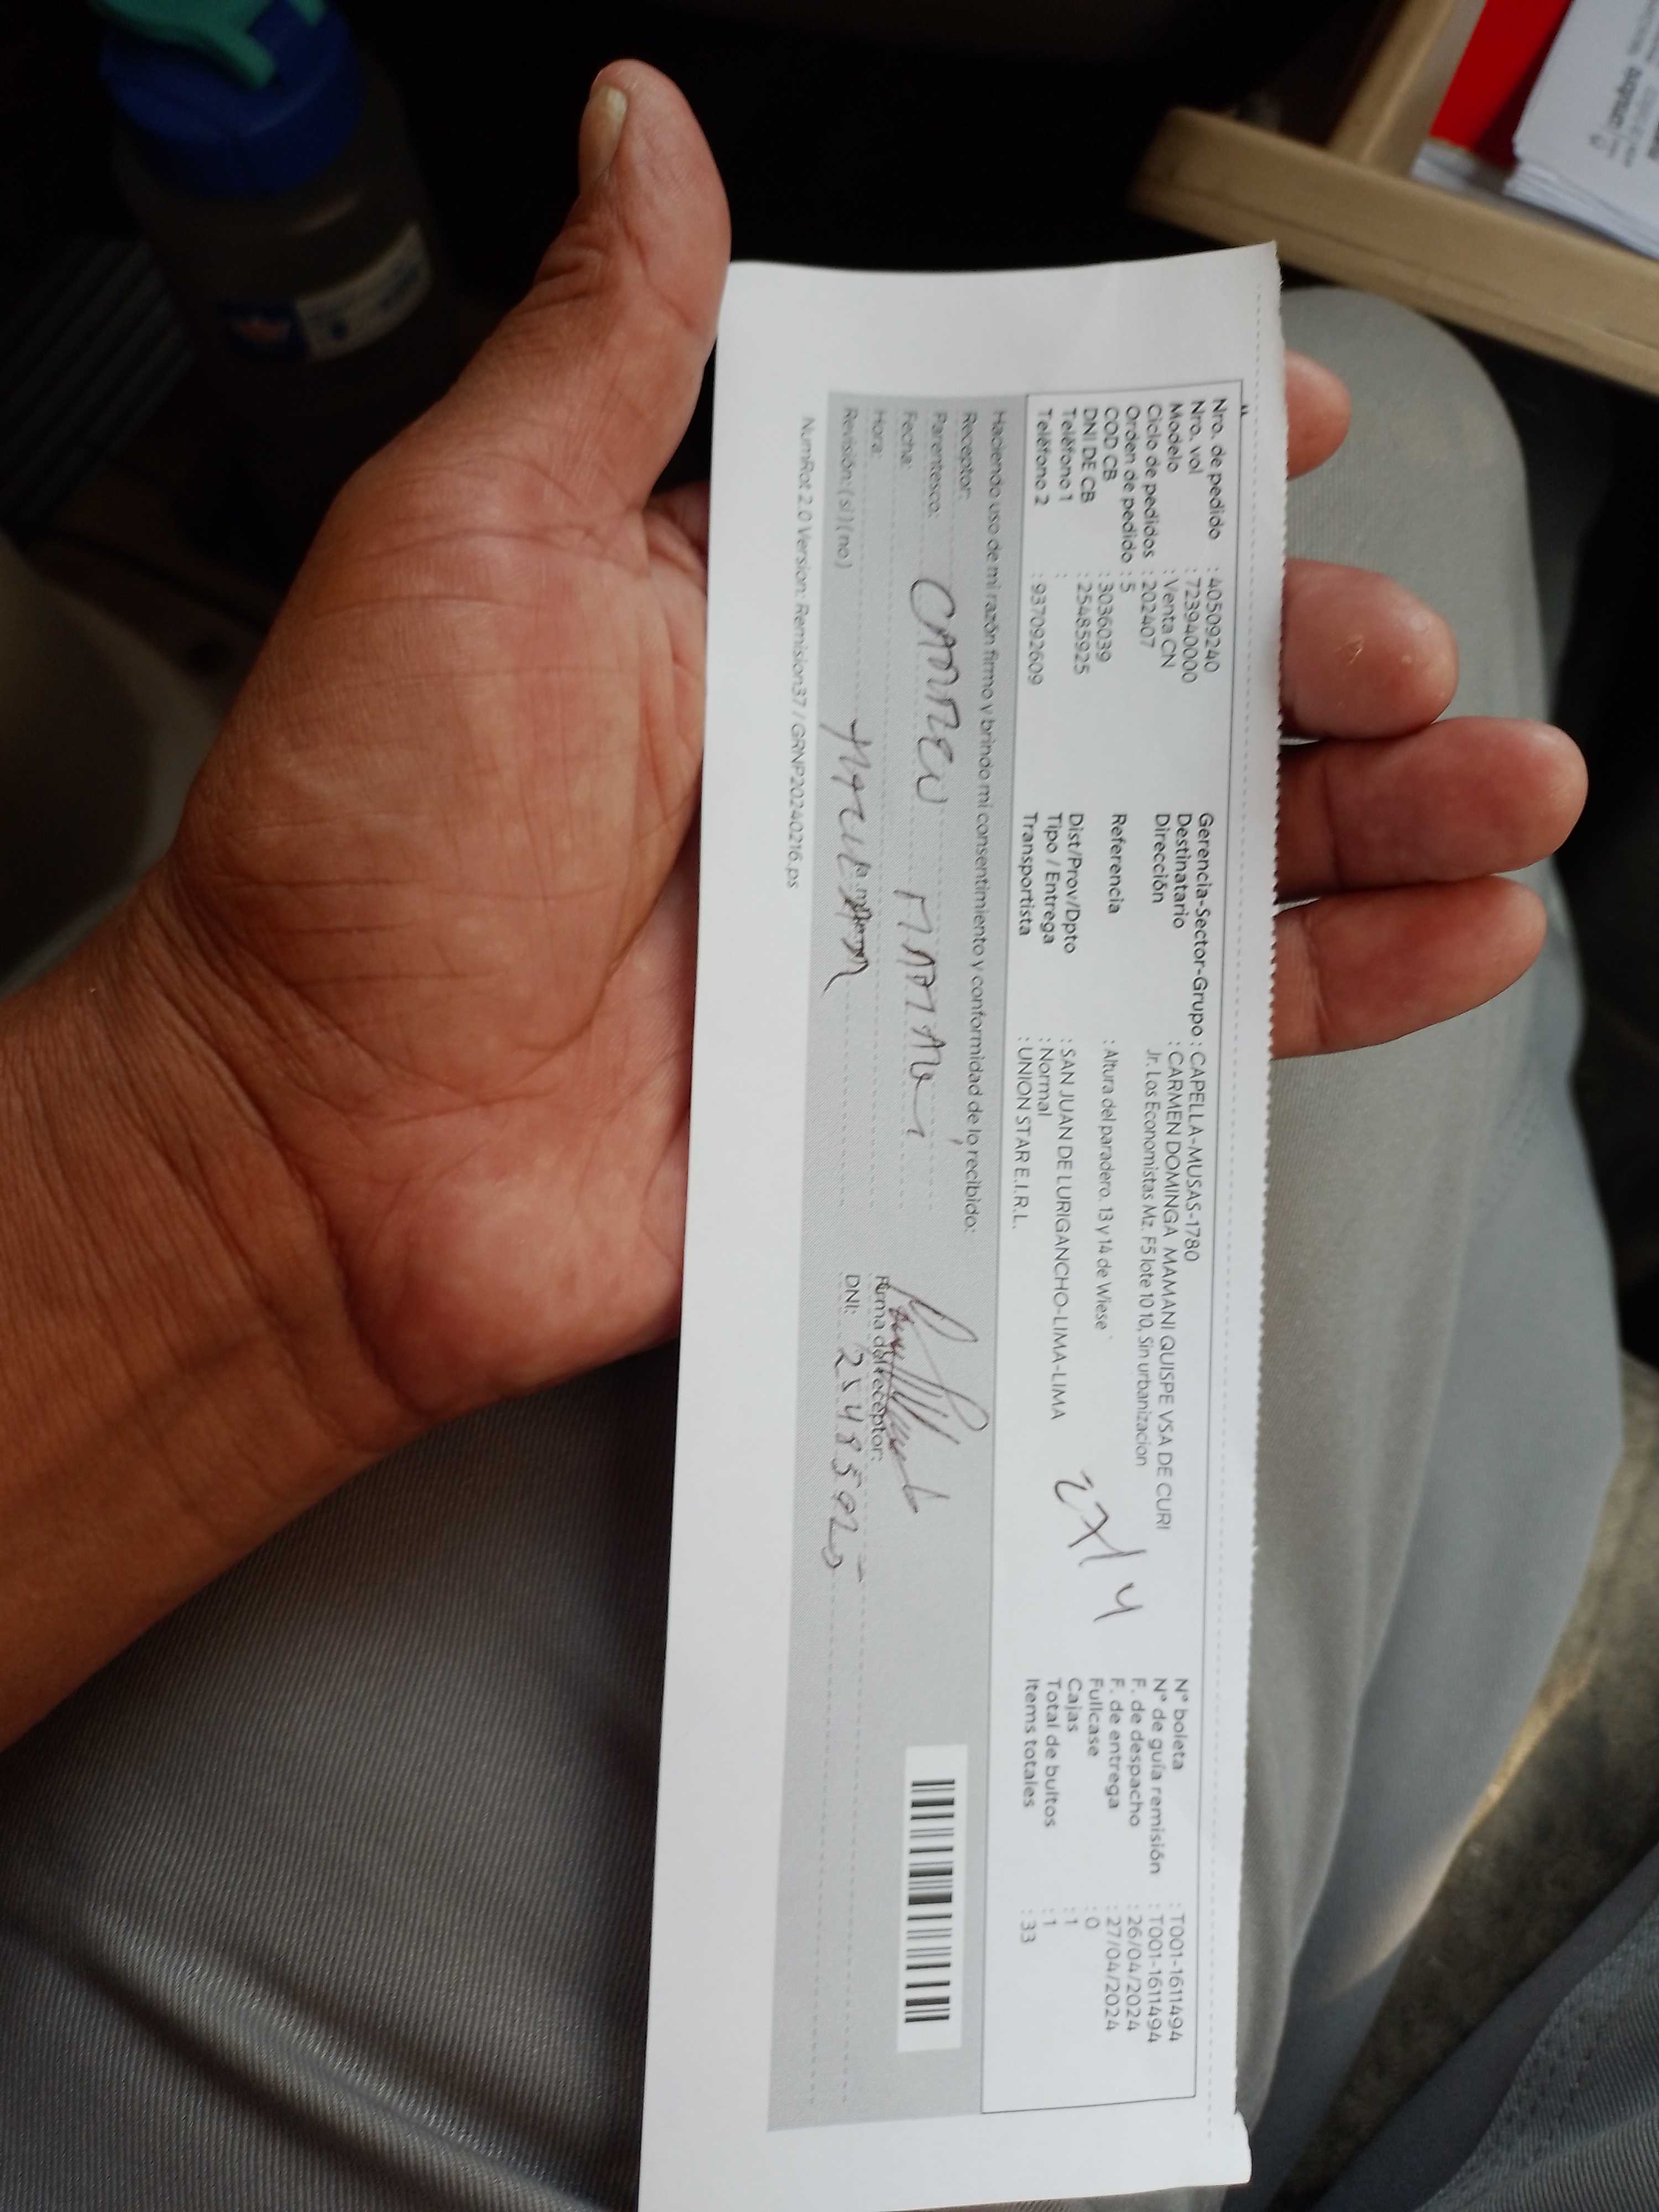 Nro. de pedido : 40509240
Nro. vol : 723940000
Modelo : Venta CN
Ciclo de pedidos : 202407
Orden de pedido : 5
COD CB : 3036039
DNI DE CB : 25485925
Teléfono 1 :
Teléfono 2 : 937092609
Gerencia-Sector-Grupo : CAPELLA-MUSAS-1780
Destinatario : CARMEN DOMINGA MAMANI QUISPE VSA DE CURI
Dirección Jr. Los Economistas Mz. F5 lote 10 10, Sin urbanizacion
Referencia : Altura del paradero. 13 y 14 de Wiese
Dist/Prov/Dpto : SAN JUAN DE LURIGANCHO-LIMA-LIMA
Tipo / Entrega : Normal
Transportista : UNION STAR E.I.R.L.
27/4
N° boleta : T001-1611494
N° de guía remisión : T001-1611494
F. de despacho : 26/04/2024
F. de entrega : 27/04/2024
Fullcase : 0
Cajas : 1
Total de bultos : 1
Items totales : 33
Haciendo uso de mi razón firmo y brindo mi consentimiento y conformidad de lo recibido:
Receptor:
Parentesco: CARMEN MAMANI
Fecha:
Hora:
Revisión: (si) (no)
Firma del receptor:
DNI: 25485925
NumRot 2.0 Version: Remision37 / GRNP20240216.ps